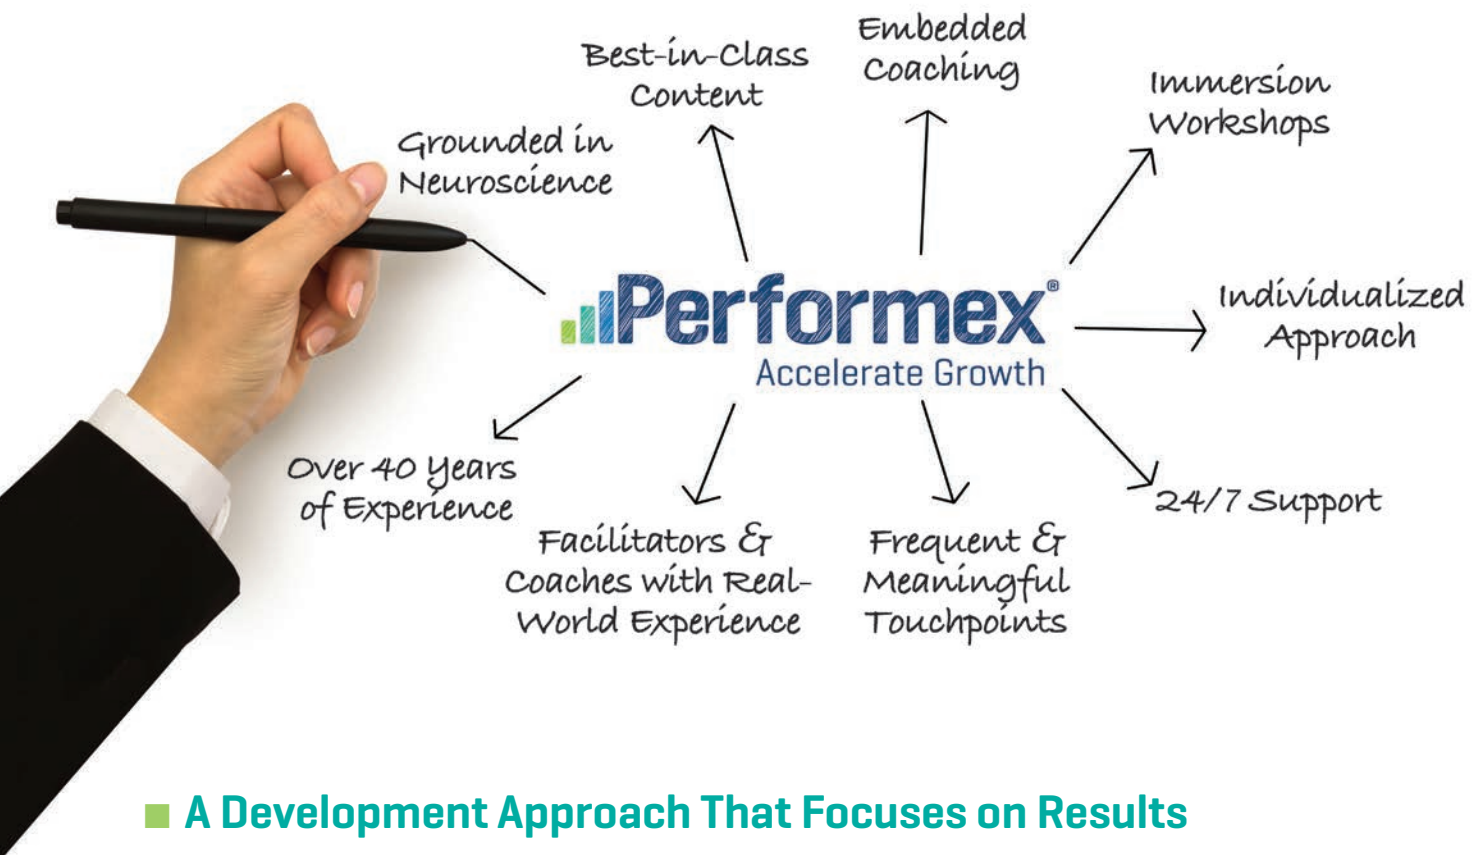 Embedded
Coaching
Best-in-Class
Content
Immersion
Workshops
Grounded in
Neuroscience
Performex®
Accelerate Growth
Individualized
Approach
Over 40 Years
of Experience
24/7 Support
Facilitators &
Coaches with Real-
World Experience
Frequent &
Meaningful
Touchpoints
A Development Approach That Focuses on Results